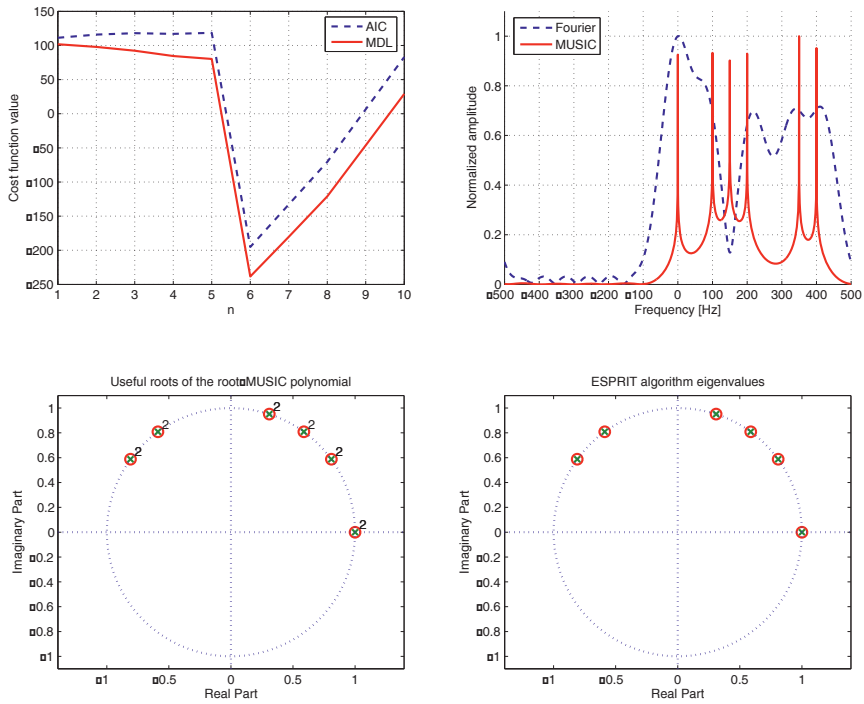 150
100
50
0
□50
□100
□150
□200
□250
1 2 3 4 5 6 7 8 9 10
n
Cost function value
AIC
MDL
1
0.8
0.6
0.4
0.2
0
□500 □400 □300 □200 □100 0 100 200 300 400 500
Frequency [Hz]
Normalized amplitude
Fourier
MUSIC
Useful roots of the root□MUSIC polynomial
1
0.8
0.6
0.4
0.2
0
□0.2
□0.4
□0.6
□0.8
□1
□1 □0.5 0 0.5 1
Real Part
Imaginary Part
2
2
2
2
2
2
ESPRIT algorithm eigenvalues
1
0.8
0.6
0.4
0.2
0
□0.2
□0.4
□0.6
□0.8
□1
□1 □0.5 0 0.5 1
Real Part
Imaginary Part